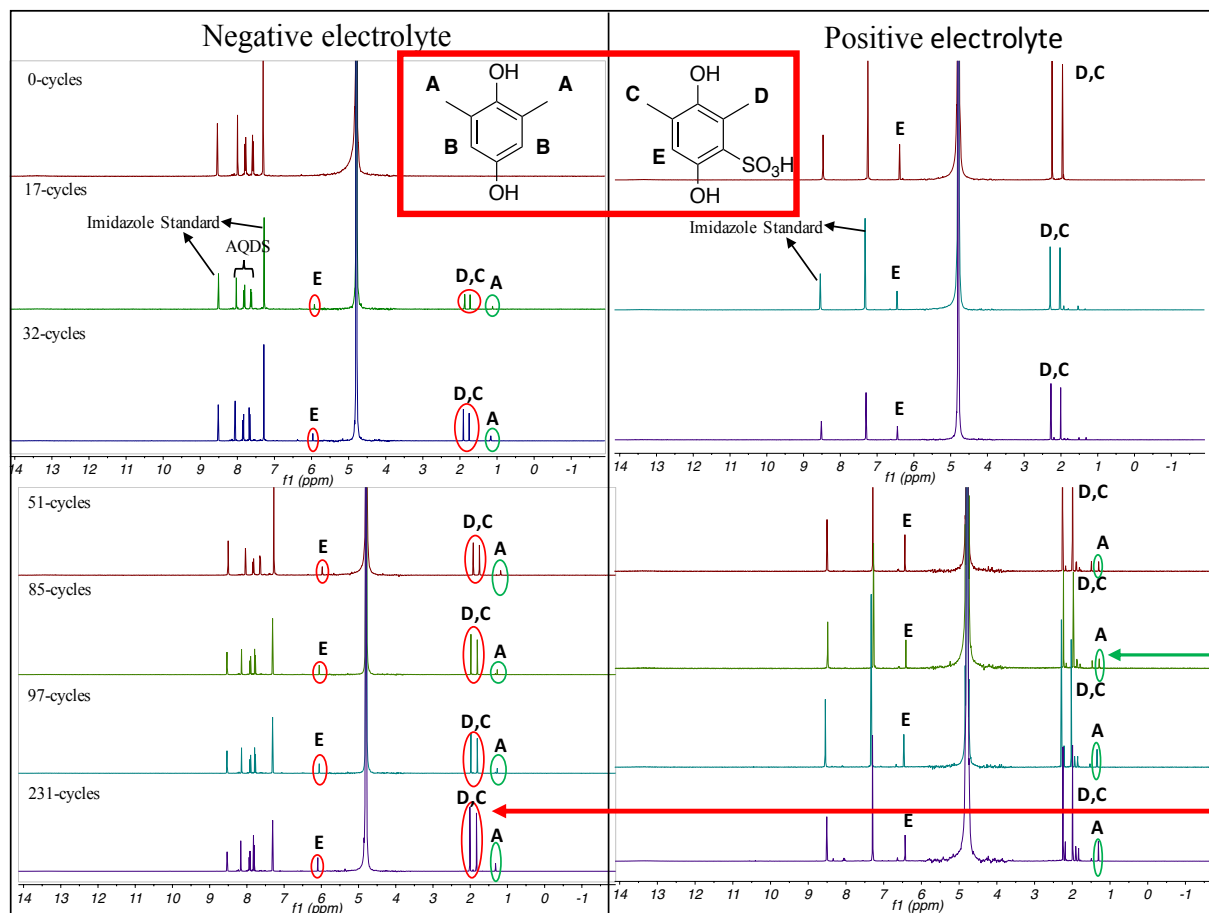 Negative electrolyte
Positive electrolyte
0-cycles
OH
A A
B B
OH
OH
C D
E SO3H
OH
D,C
E
17-cycles
Imidazole Standard
AQDS
E
D,C
A
Imidazole Standard
E
D,C
32-cycles
E
D,C
A
E
D,C
14 13 12 11 10 9 8 7 6 5 4 3 2 1 0 -1
f1 (ppm)
14 13 12 11 10 9 8 7 6 5 4 3 2 1 0 -1
f1 (ppm)
51-cycles
E
D,C
A
E
D,C
A
85-cycles
E
D,C
A
E
D,C
A
97-cycles
E
D,C
A
E
D,C
A
231-cycles
E
D,C
A
E
D,C
A
14 13 12 11 10 9 8 7 6 5 4 3 2 1 0 -1
f1 (ppm)
14 13 12 11 10 9 8 7 6 5 4 3 2 1 0 -1
f1 (ppm)